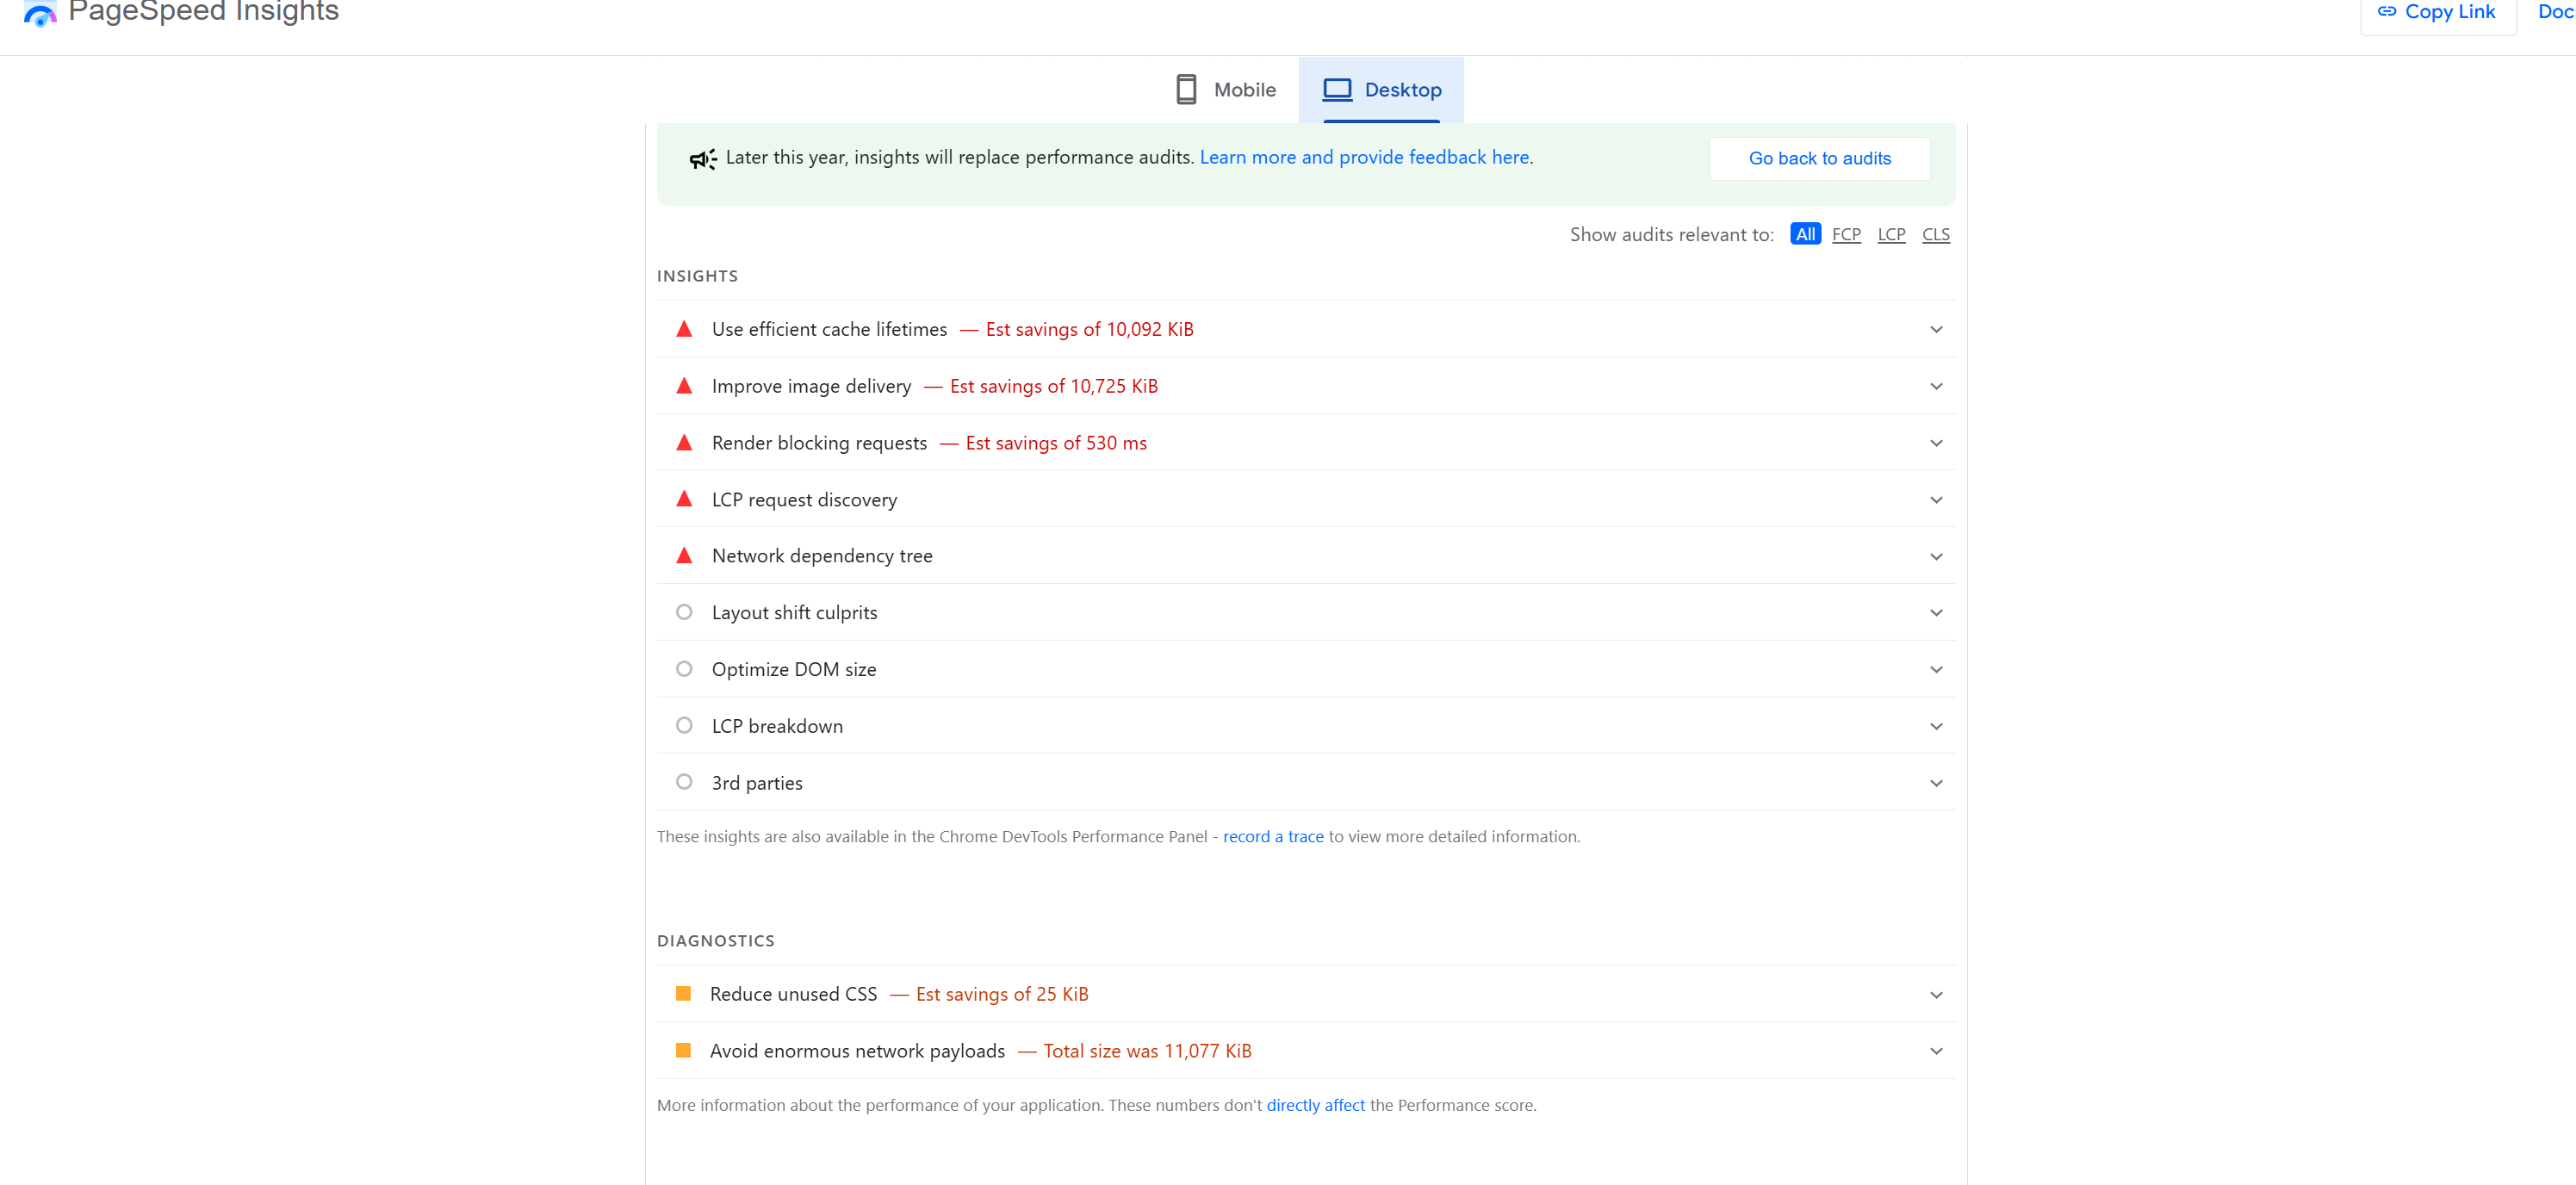 PageSpeed Insights
Copy Link
Doc
Mobile
Desktop
Later this year, insights will replace performance audits. Learn more and provide feedback here.
Go back to audits
Show audits relevant to: All FCP LCP CLS
INSIGHTS
Use efficient cache lifetimes — Est savings of 10,092 KiB
Improve image delivery — Est savings of 10,725 KiB
Render blocking requests — Est savings of 530 ms
LCP request discovery
Network dependency tree
Layout shift culprits
Optimize DOM size
LCP breakdown
3rd parties
These insights are also available in the Chrome DevTools Performance Panel - record a trace to view more detailed information.
DIAGNOSTICS
Reduce unused CSS — Est savings of 25 KiB
Avoid enormous network payloads — Total size was 11,077 KiB
More information about the performance of your application. These numbers don't directly affect the Performance score.